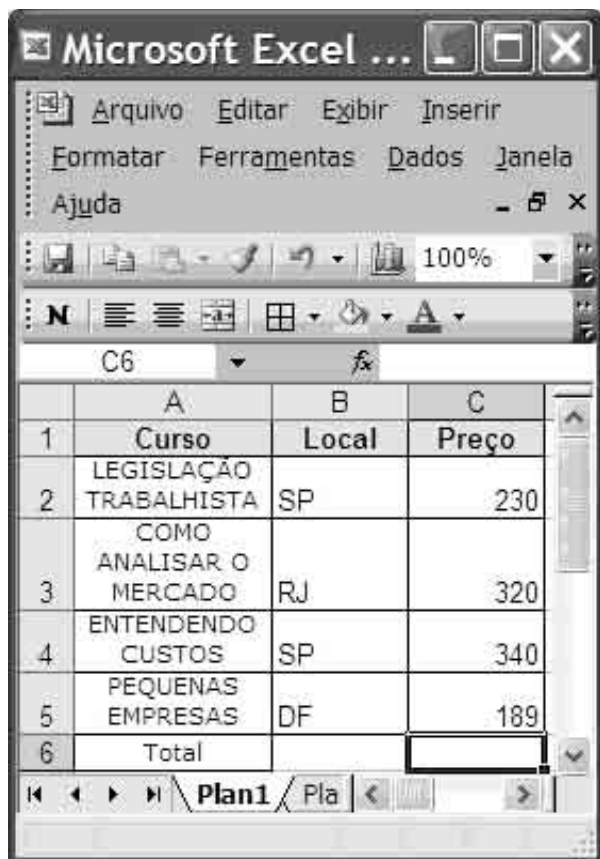 Microsoft Excel ...
Arquivo Editar Exibir Inserir
Formatar Ferramentas Dados Janela
Ajuda
100%
N A
C6 fx
A B C
1 Curso Local Preço
LEGISLAÇÃO
2 TRABALHISTA SP 230
COMO
ANALISAR O
3 MERCADO RJ 320
ENTENDENDO
4 CUSTOS SP 340
PEQUENAS
5 EMPRESAS DF 189
6 Total
Plan1 Pla